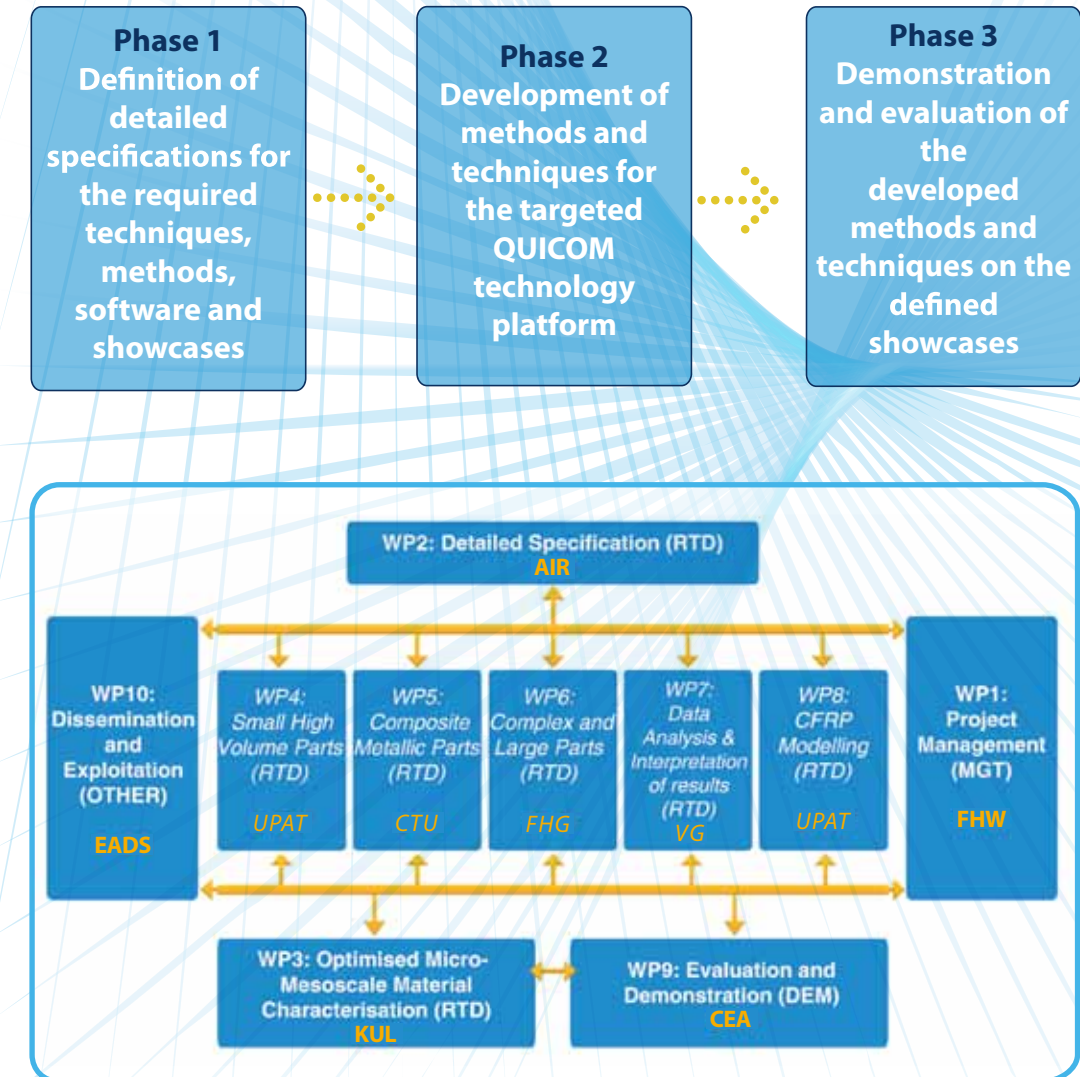 Phase 1
Definition of
detailed
specifications for
the required
techniques,
methods,
software and
showcases
Phase 2
Development of
methods and
techniques for
the targeted
QUICOM
technology
platform
Phase 3
Demonstration
and evaluation of
the
developed
methods and
techniques on the
defined
showcases
WP2: Detailed Specification (RTD)
AIR
WP10:
Dissemination
and
Exploitation
(OTHER)
EADS
WP4:
Small High
Volume Parts
(RTD)
UPAT
WP5:
Composite
Metallic Parts
(RTD)
CTU
WP6:
Complex and
Large Parts
(RTD)
FHG
WP7:
Data
Analysis &
Interpretation
of results
(RTD)
VG
WP8:
CFRP
Modelling
(RTD)
UPAT
WP1:
Project
Management
(MGT)
FHW
WP3: Optimised Micro-
Mesoscale Material
Characterisation (RTD)
KUL
WP9: Evaluation and
Demonstration (DEM)
CEA